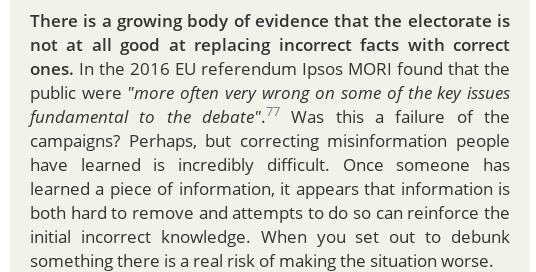 There is a growing body of evidence that the electorate is
not at all good at replacing incorrect facts with correct
ones. In the 2016 EU referendum Ipsos MORI found that the
public were "more often very wrong on some of the key issues
fundamental to the debate".77 Was this a failure of the
campaigns? Perhaps, but correcting misinformation people
have learned is incredibly difficult. Once someone has
learned a piece of information, it appears that information is
both hard to remove and attempts to do so can reinforce the
initial incorrect knowledge. When you set out to debunk
something there is a real risk of making the situation worse.